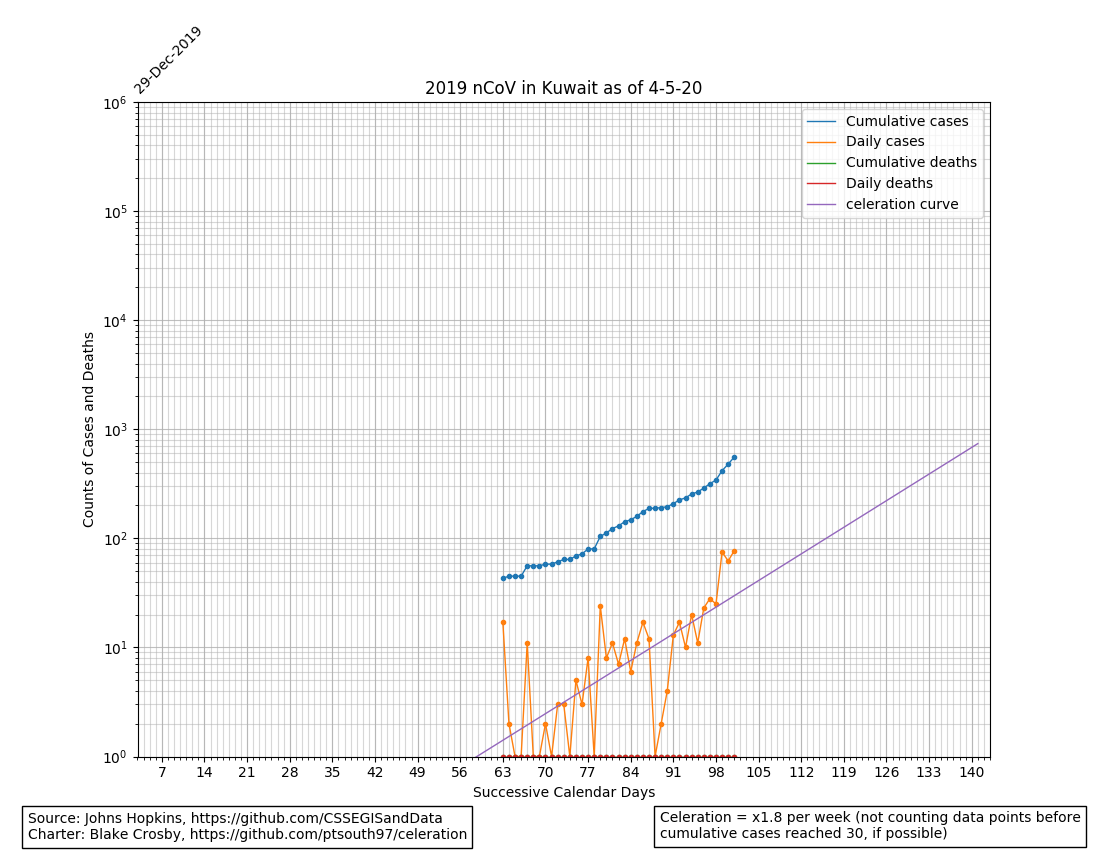 29-Dec-2019
2019 nCoV in Kuwait as of 4-5-20
Cumulative cases
Daily cases
Cumulative deaths
Daily deaths
celeration curve
Counts of Cases and Deaths
10^6
10^5
10^4
10^3
10^2
10^1
10^0
7 14 21 28 35 42 49 56 63 70 77 84 91 98 105 112 119 126 133 140
Successive Calendar Days
Source: Johns Hopkins, https://github.com/CSSEGISandData
Charter: Blake Crosby, https://github.com/ptsouth97/celeration
Celeration = x1.8 per week (not counting data points before
cumulative cases reached 30, if possible)